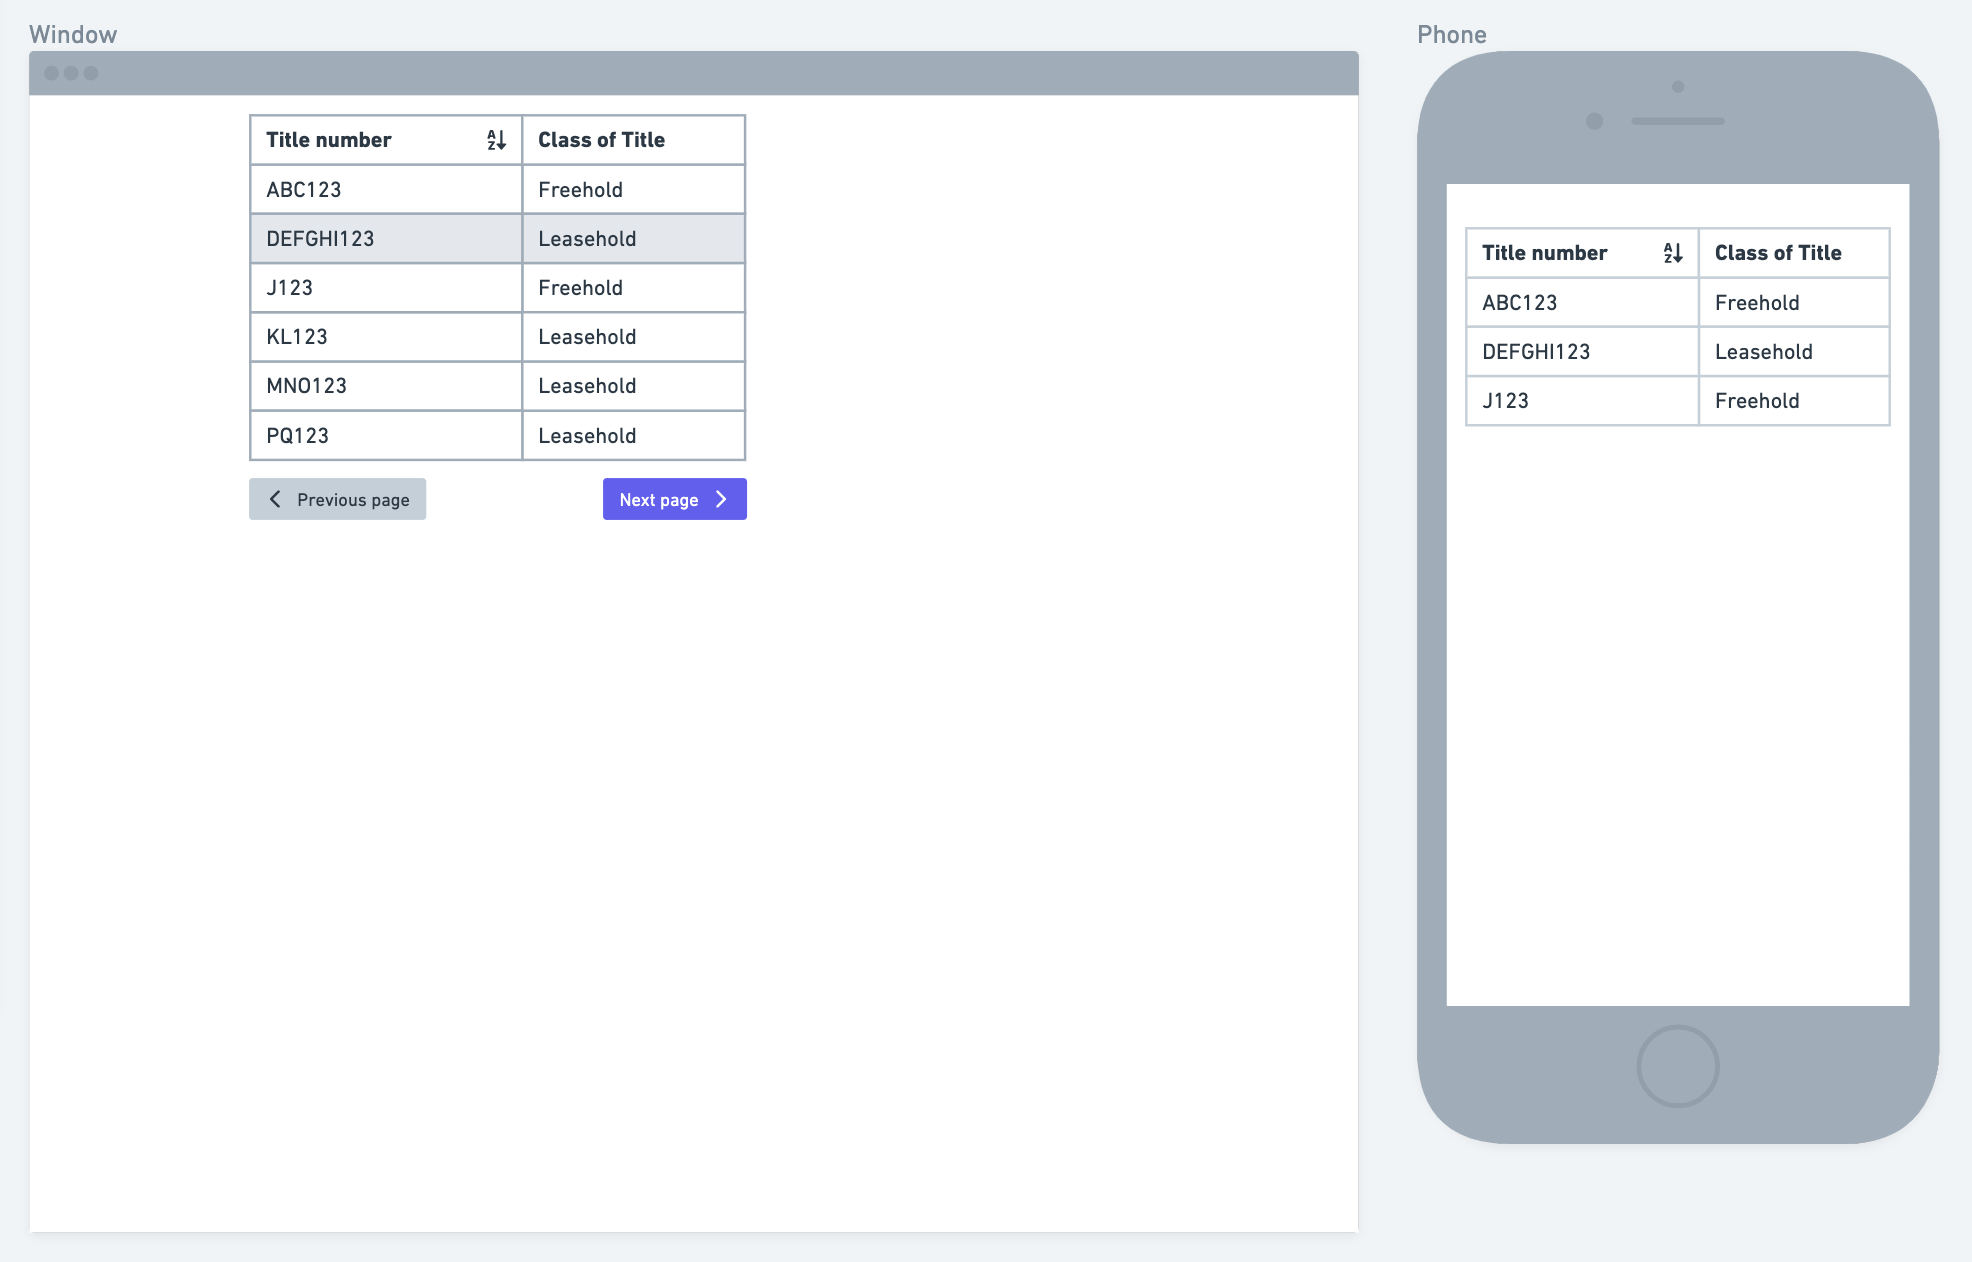 Window
Title number Class of Title
ABC123 Freehold
DEFGHI123 Leasehold
J123 Freehold
KL123 Leasehold
MNO123 Leasehold
PQ123 Leasehold
Previous page Next page
Phone
Title number Class of Title
ABC123 Freehold
DEFGHI123 Leasehold
J123 Freehold